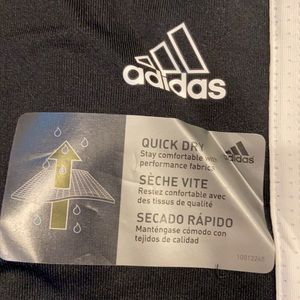 adidas
QUICK DRY
Stay comfortable with
performance fabrics
adidas
SÈCHE VITE
Restez confortable avec
des tissus de qualité
SECADO RÁPIDO
Manténgase cómodo con
tejidos de calidad
10012245